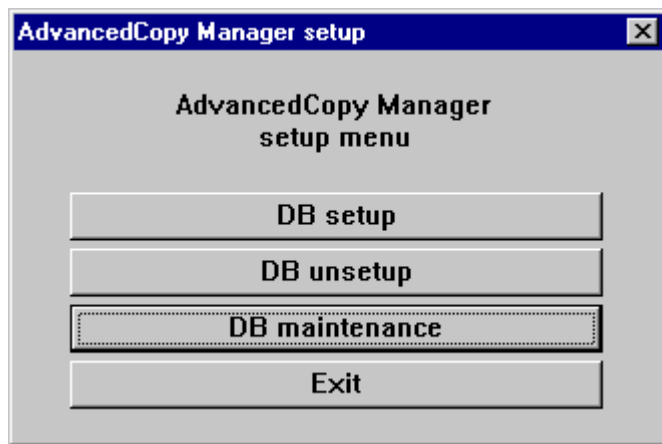 AdvancedCopy Manager setup
AdvancedCopy Manager
setup menu
DB setup
DB unsetup
DB maintenance
Exit